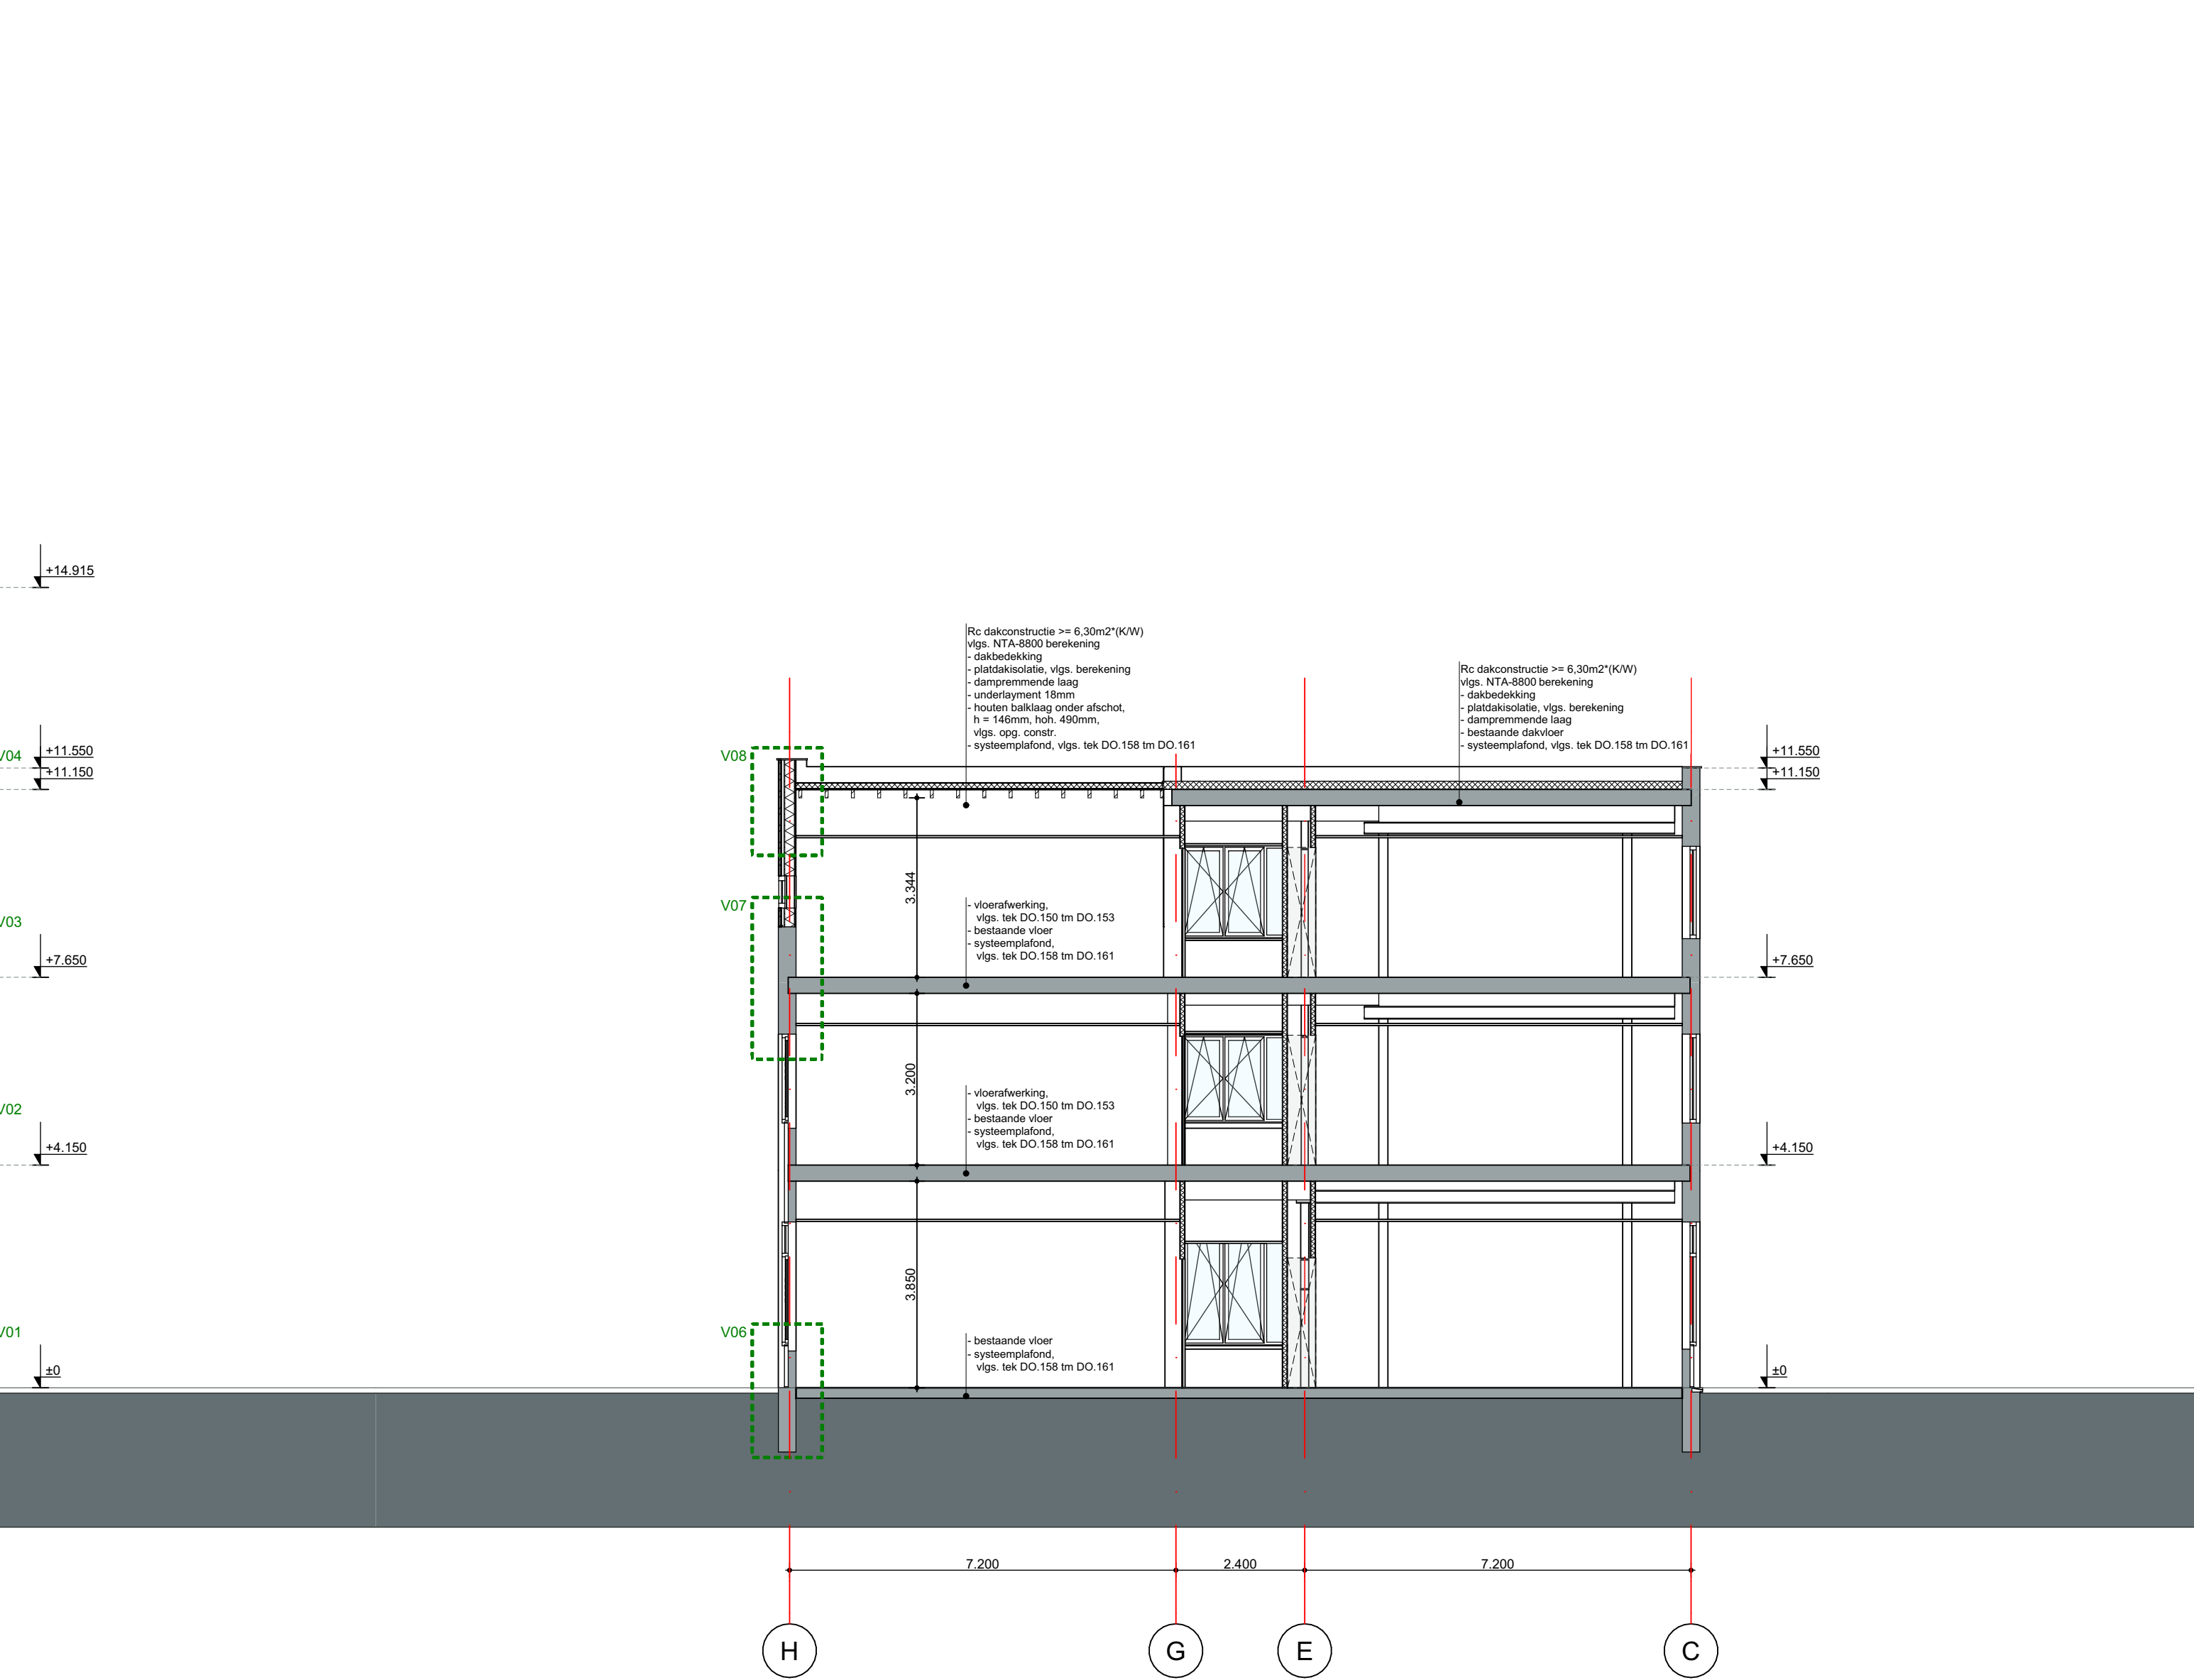 +14.915
Rc dakconstructie >= 6,30m2*(K/W)
vlgs. NTA-8800 berekening
- dakbedekking
- platdakisolatie, vlgs. berekening
- dampremmende laag
- underlayment 18mm
- houten balklaag onder afschot,
h = 146mm, hoh. 490mm,
vlgs. opg. constr.
- systeemplafond, vlgs. tek DO.158 tm DO.161
Rc dakconstructie >= 6,30m2*(K/W)
vlgs. NTA-8800 berekening
- dakbedekking
- platdakisolatie, vlgs. berekening
- dampremmende laag
- bestaande dakvloer
- systeemplafond, vlgs. tek DO.158 tm DO.161
V04
+11.550
+11.150
V08
+11.550
+11.150
3.344
V07
- vloerafwerking,
vlgs. tek DO.150 tm DO.153
- bestaande vloer
- systeemplafond,
vlgs. tek DO.158 tm DO.161
V03
+7.650
+7.650
3.200
- vloerafwerking,
vlgs. tek DO.150 tm DO.153
- bestaande vloer
- systeemplafond,
vlgs. tek DO.158 tm DO.161
V02
+4.150
+4.150
3.850
V01
±0
V06
- bestaande vloer
- systeemplafond,
vlgs. tek DO.158 tm DO.161
±0
7.200
2.400
7.200
H
G
E
C